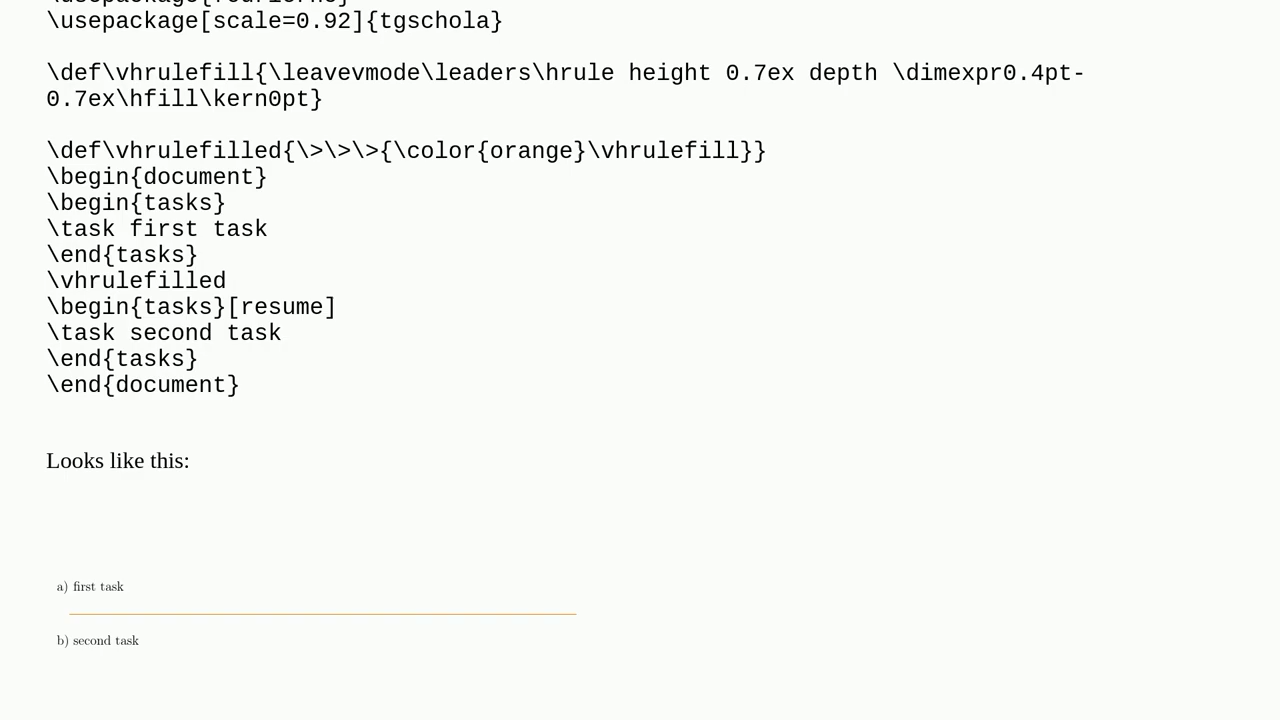 \usepackage[scale=0.92]{tgschola}
\def\vhrulefill{\leavevmode\leaders\hrule height 0.7ex depth \dimexpr0.4pt-
0.7ex\hfill\kern0pt}
\def\vhrulefilled{\>\>\>{\color{orange}\vhrulefill}}
\begin{document}
\begin{tasks}
\task first task
\end{tasks}
\vhrulefilled
\begin{tasks}[resume]
\task second task
\end{tasks}
\end{document}
Looks like this:
a) first task
b) second task